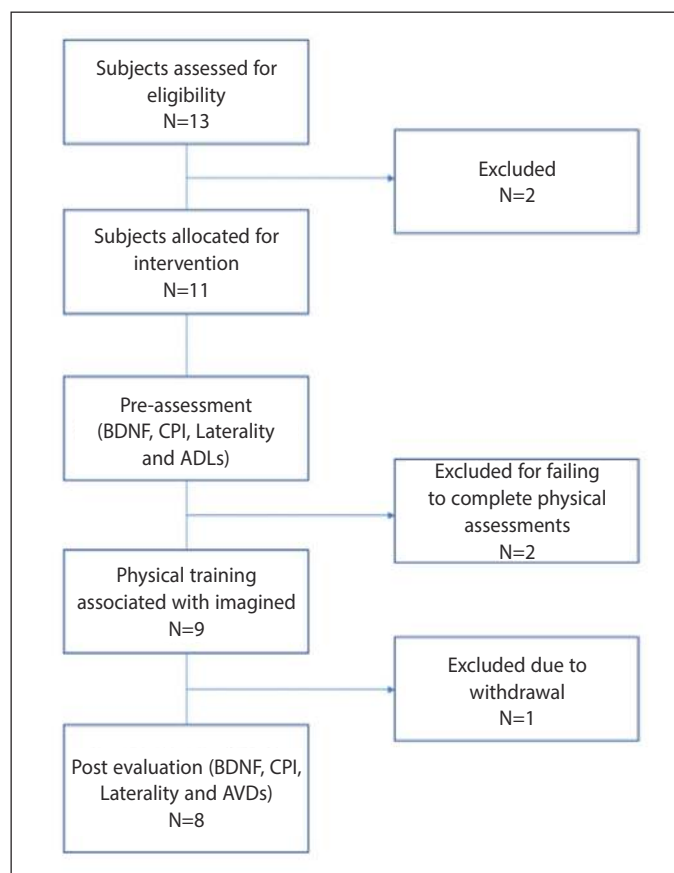 Subjects assessed for
eligibility
N=13
Excluded
N=2
Subjects allocated for
intervention
N=11
Pre-assessment
(BDNF, CPI, Laterality
and ADLs)
Excluded for failing
to complete physical
assessments
N=2
Physical training
associated with imagined
N=9
Excluded due to
withdrawal
N=1
Post evaluation (BDNF, CPI,
Laterality and AVDs)
N=8